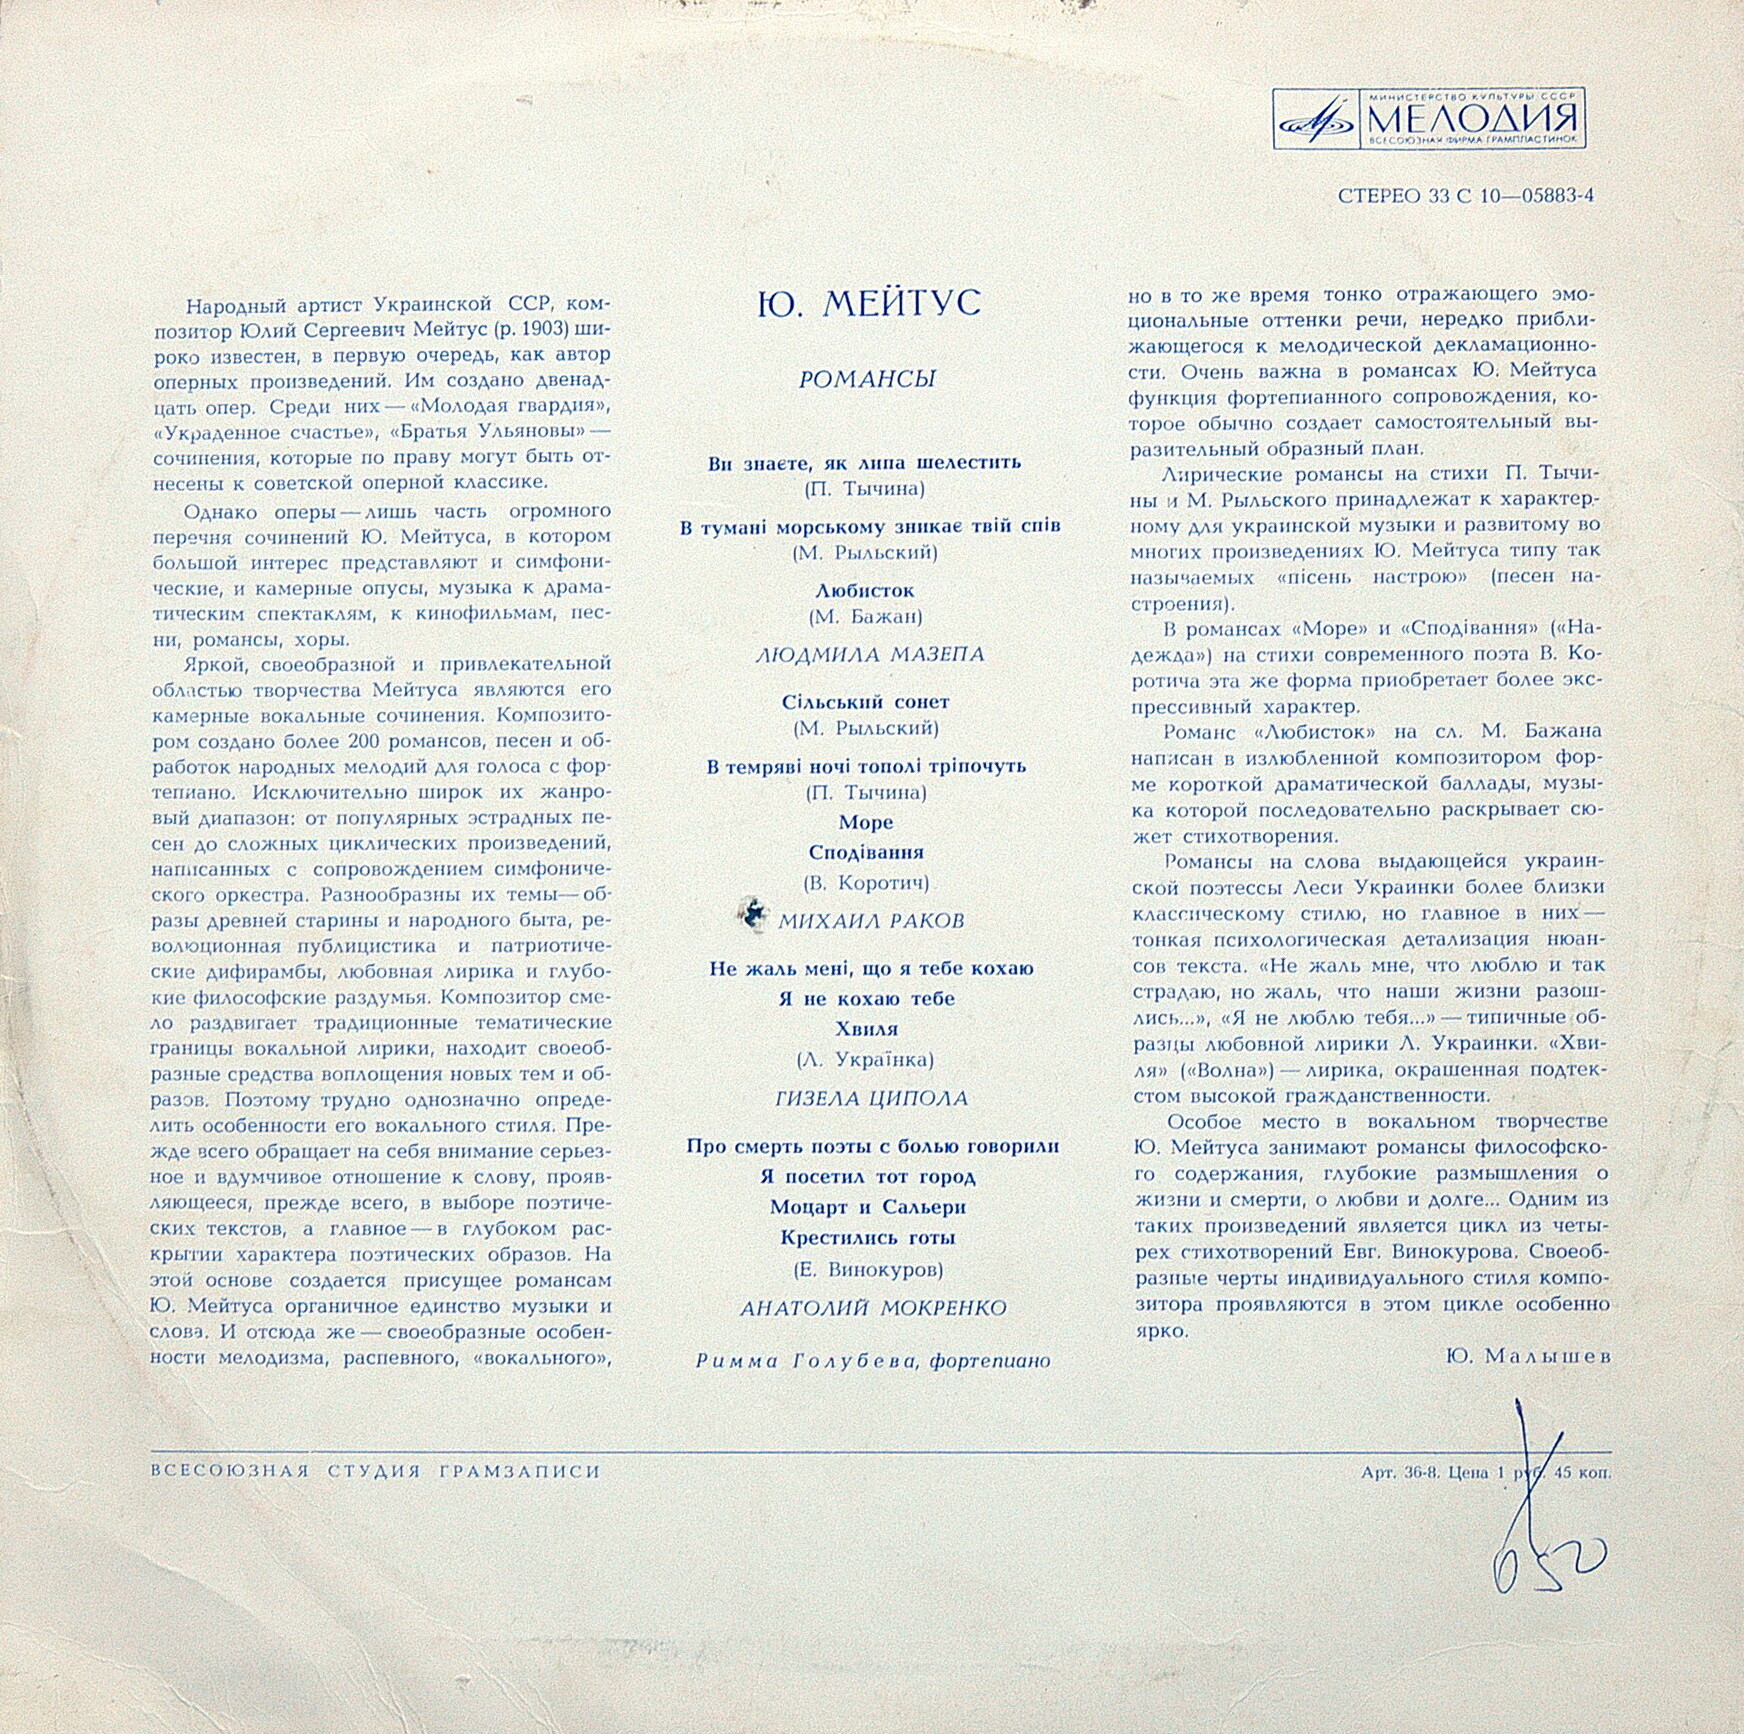 МИНИСТЕРСТВО КУЛЬТУРЫ СССР
МЕЛОДИЯ
ВСЕСОЮЗНАЯ ФИРМА ГРАМПЛАСТИНОК
СТЕРЕО 33 С 10—05883-4
Народный артист Украинской ССР, ком-
позитор Юлий Сергеевич Мейтус (р. 1903) ши-
роко известен, в первую очередь, как автор
оперных произведений. Им создано двенад-
цать опер. Среди них — «Молодая гвардия»,
«Украденное счастье», «Братья Ульяновы» —
сочинения, которые по праву могут быть от-
несены к советской оперной классике.
Однако оперы — лишь часть огромного
перечня сочинений Ю. Мейтуса, в котором
большой интерес представляют и симфони-
ческие, и камерные опусы, музыка к драма-
тическим спектаклям, к кинофильмам, пес-
ни, романсы, хоры.
Яркой, своеобразной и привлекательной
областью творчества Мейтуса являются его
камерные вокальные сочинения. Композито-
ром создано более 200 романсов, песен и об-
работок народных мелодий для голоса с фор-
тепиано. Исключительно широк их жанро-
вый диапазон: от популярных эстрадных пе-
сен до сложных циклических произведений,
написанных с сопровождением симфониче-
ского оркестра. Разнообразны их темы — об-
разы древней старины и народного быта, ре-
волюционная публицистика и патриотиче-
ские дифирамбы, любовная лирика и глубо-
кие философские раздумья. Композитор сме-
ло раздвигает традиционные тематические
границы вокальной лирики, находит своеоб-
разные средства воплощения новых тем и об-
разов. Поэтому трудно однозначно опреде-
лить особенности его вокального стиля. Пре-
жде всего обращает на себя внимание серьез-
ное и вдумчивое отношение к слову, прояв-
ляющееся, прежде всего, в выборе поэтиче-
ских текстов, а главное — в глубоком рас-
крытии характера поэтических образов. На
этой основе создается присущее романсам
Ю. Мейтуса органичное единство музыки и
слова. И отсюда же — своеобразные особен-
ности мелодизма, распевного, «вокального»,
Ю. МЕЙТУС
РОМАНСЫ
Ви знаєте, як липа шелестить
(П. Тычина)
В тумані морському зникає твій спів
(М. Рыльский)
Любисток
(М. Бажан)
ЛЮДМИЛА МАЗЕПА
Сільський сонет
(М. Рыльский)
В темряві ночі тополі тріпочуть
(П. Тычина)
Море
Сподівання
(В. Коротич)
МИХАИЛ РАКОВ
Не жаль мені, що я тебе кохаю
Я не кохаю тебе
Хвиля
(Л. Українка)
ГИЗЕЛА ЦИПОЛА
Про смерть поэты с болью говорили
Я посетил тот город
Моцарт и Сальери
Крестились готы
(Е. Винокуров)
АНАТОЛИЙ МОКРЕНКО
Римма Голубева, фортепиано
но в то же время тонко отражающего эмо-
циональные оттенки речи, нередко прибли-
жающегося к мелодической декламационно-
сти. Очень важна в романсах Ю. Мейтуса
функция фортепианного сопровождения, ко-
торое обычно создает самостоятельный вы-
разительный образный план.
Лирические романсы на стихи П. Тычи-
ны и М. Рыльского принадлежат к характер-
ному для украинской музыки и развитому во
многих произведениях Ю. Мейтуса типу так
называемых «пісень настрою» (песен на-
строения).
В романсах «Море» и «Сподівання» («На-
дежда») на стихи современного поэта В. Ко-
ротича эта же форма приобретает более экс-
прессивный характер.
Романс «Любисток» на сл. М. Бажана
написан в излюбленной композитором фор-
ме короткой драматической баллады, музы-
ка которой последовательно раскрывает сю-
жет стихотворения.
Романсы на слова выдающейся украин-
ской поэтессы Леси Украинки более близки
классическому стилю, но главное в них —
тонкая психологическая детализация нюан-
сов текста. «Не жаль мне, что люблю и так
страдаю, но жаль, что наши жизни разош-
лись...», «Я не люблю тебя...» — типичные об-
разцы любовной лирики Л. Украинки. «Хви-
ля» («Волна») — лирика, окрашенная подтек-
стом высокой гражданственности.
Особое место в вокальном творчестве
Ю. Мейтуса занимают романсы философско-
го содержания, глубокие размышления о
жизни и смерти, о любви и долге... Одним из
таких произведений является цикл из четы-
рех стихотворений Евг. Винокурова. Своеоб-
разные черты индивидуального стиля компо-
зитора проявляются в этом цикле особенно
ярко.
Ю. Малышев
ВСЕСОЮЗНАЯ СТУДИЯ ГРАМЗАПИСИ
Арт. 36-8. Цена 1 руб. 45 коп.